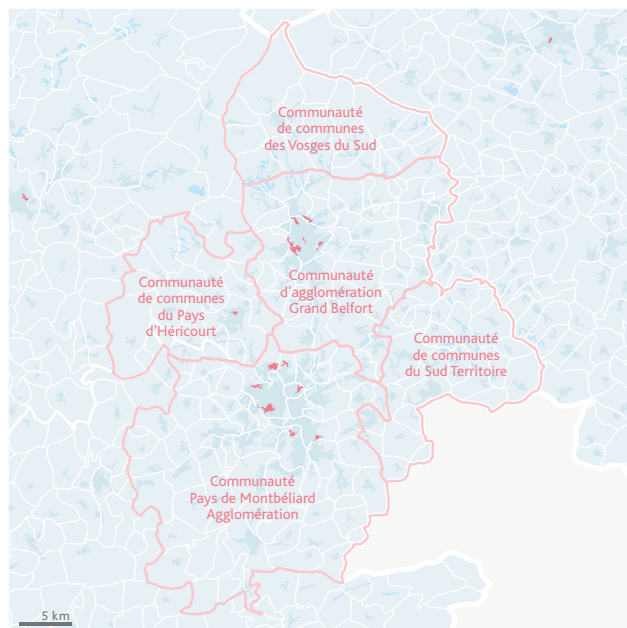 Communauté
de communes
des Vosges du Sud
Communauté
d'agglomération
Grand Belfort
Communauté
de communes
du Pays
d'Héricourt
Communauté
de communes
du Sud Territoire
Communauté
Pays de Montbéliard
Agglomération
5 km